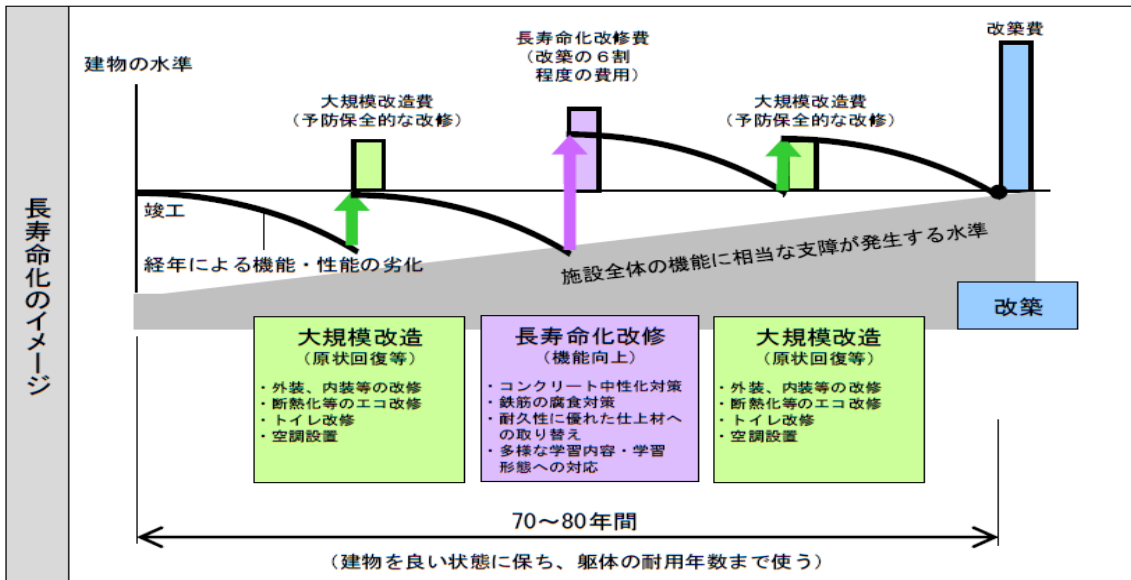 長寿命化のイメージ
建物の水準
大規模改造費
(予防保全的な改修)
長寿命化改修費
(改築の6割
程度の費用)
大規模改造費
(予防保全的な改修)
改築費
竣工
経年による機能・性能の劣化
施設全体の機能に相当な支障が発生する水準
改築
大規模改造
(原状回復等)
・外装、内装等の改修
・断熱化等のエコ改修
・トイレ改修
・空調設置
長寿命化改修
(機能向上)
・コンクリート中性化対策
・鉄筋の腐食対策
・耐久性に優れた仕上材へ
の取り替え
・多様な学習内容・学習
形態への対応
大規模改造
(原状回復等)
・外装、内装等の改修
・断熱化等のエコ改修
・トイレ改修
・空調設置
70~80年間
(建物を良い状態に保ち、躯体の耐用年数まで使う)